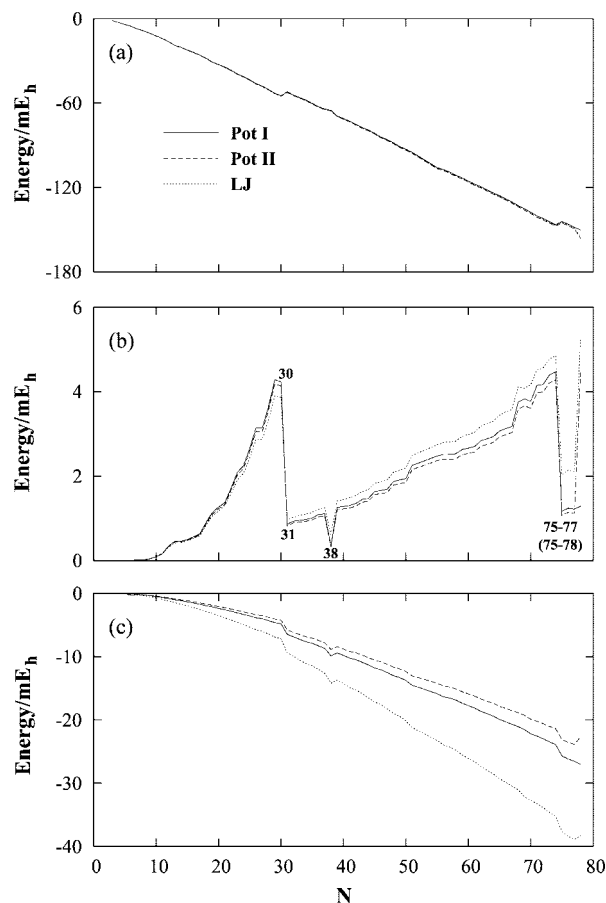 0
(a)
-60
Pot I
Pot II
LJ
-120
-180
Energy/mE_h
6
(b)
30
4
2
31
38
75-77
(75-78)
0
Energy/mE_h
0
(c)
-10
-20
-30
-40
Energy/mE_h
0 10 20 30 40 50 60 70 80
N